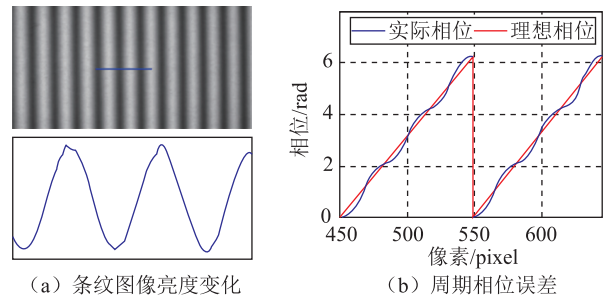 实际相位 理想相位
6
4
2
0
相位/rad
450 500 550 600
像素/pixel
（a）条纹图像亮度变化
（b）周期相位误差